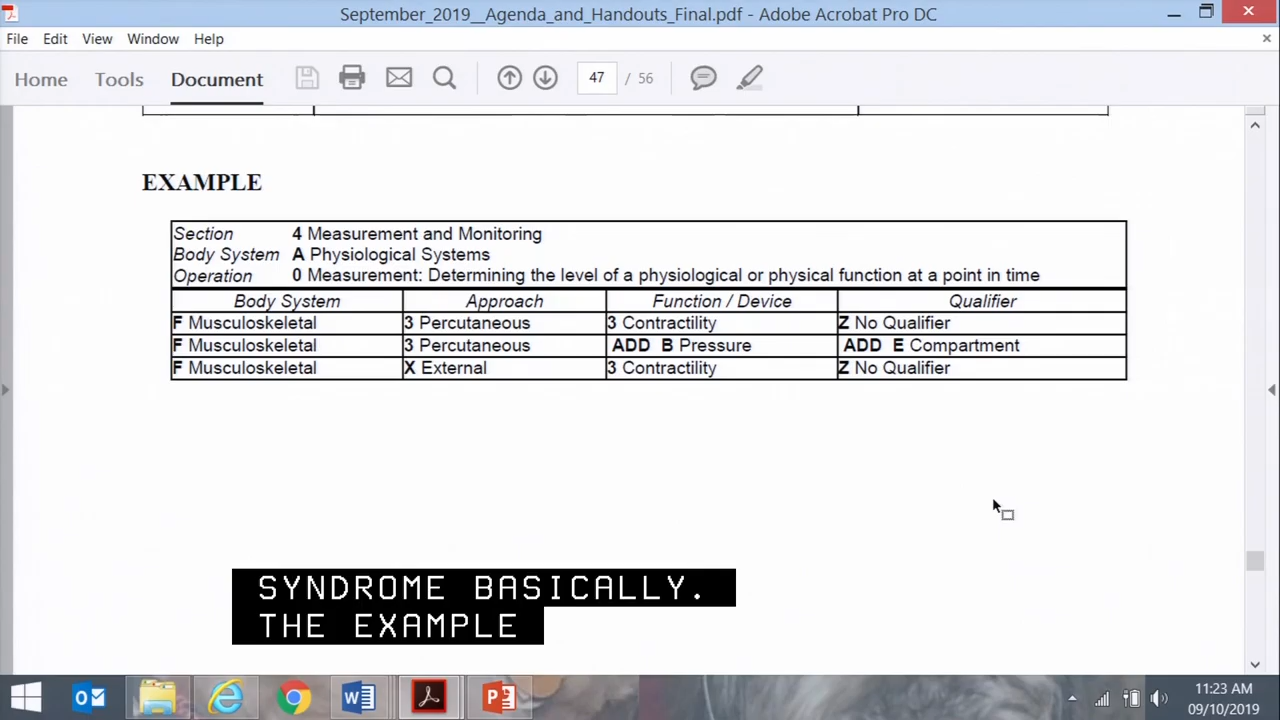 September_2019__Agenda_and_Handouts_Final.pdf - Adobe Acrobat Pro DC
File Edit View Window Help
Home Tools Document 47 / 56
EXAMPLE
Section 4 Measurement and Monitoring
Body System A Physiological Systems
Operation 0 Measurement: Determining the level of a physiological or physical function at a point in time
Body System Approach Function / Device Qualifier
F Musculoskeletal 3 Percutaneous 3 Contractility Z No Qualifier
F Musculoskeletal 3 Percutaneous ADD B Pressure ADD E Compartment
F Musculoskeletal X External 3 Contractility Z No Qualifier
SYNDROME BASICALLY.
THE EXAMPLE
11:23 AM
09/10/2019